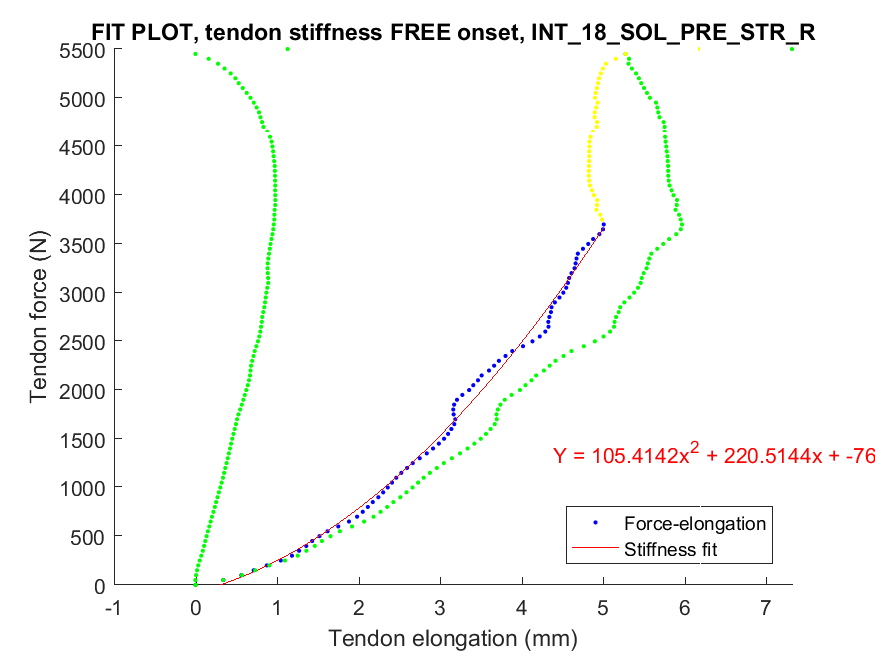 FIT PLOT, tendon stiffness FREE onset, INT_18_SOL_PRE_STR_R
5500
5000
4500
4000
3500
3000
2500
2000
1500
1000
500
0
Tendon force (N)
Y = 105.4142x² + 220.5144x + -76
Force-elongation
Stiffness fit
-1 0 1 2 3 4 5 6 7
Tendon elongation (mm)